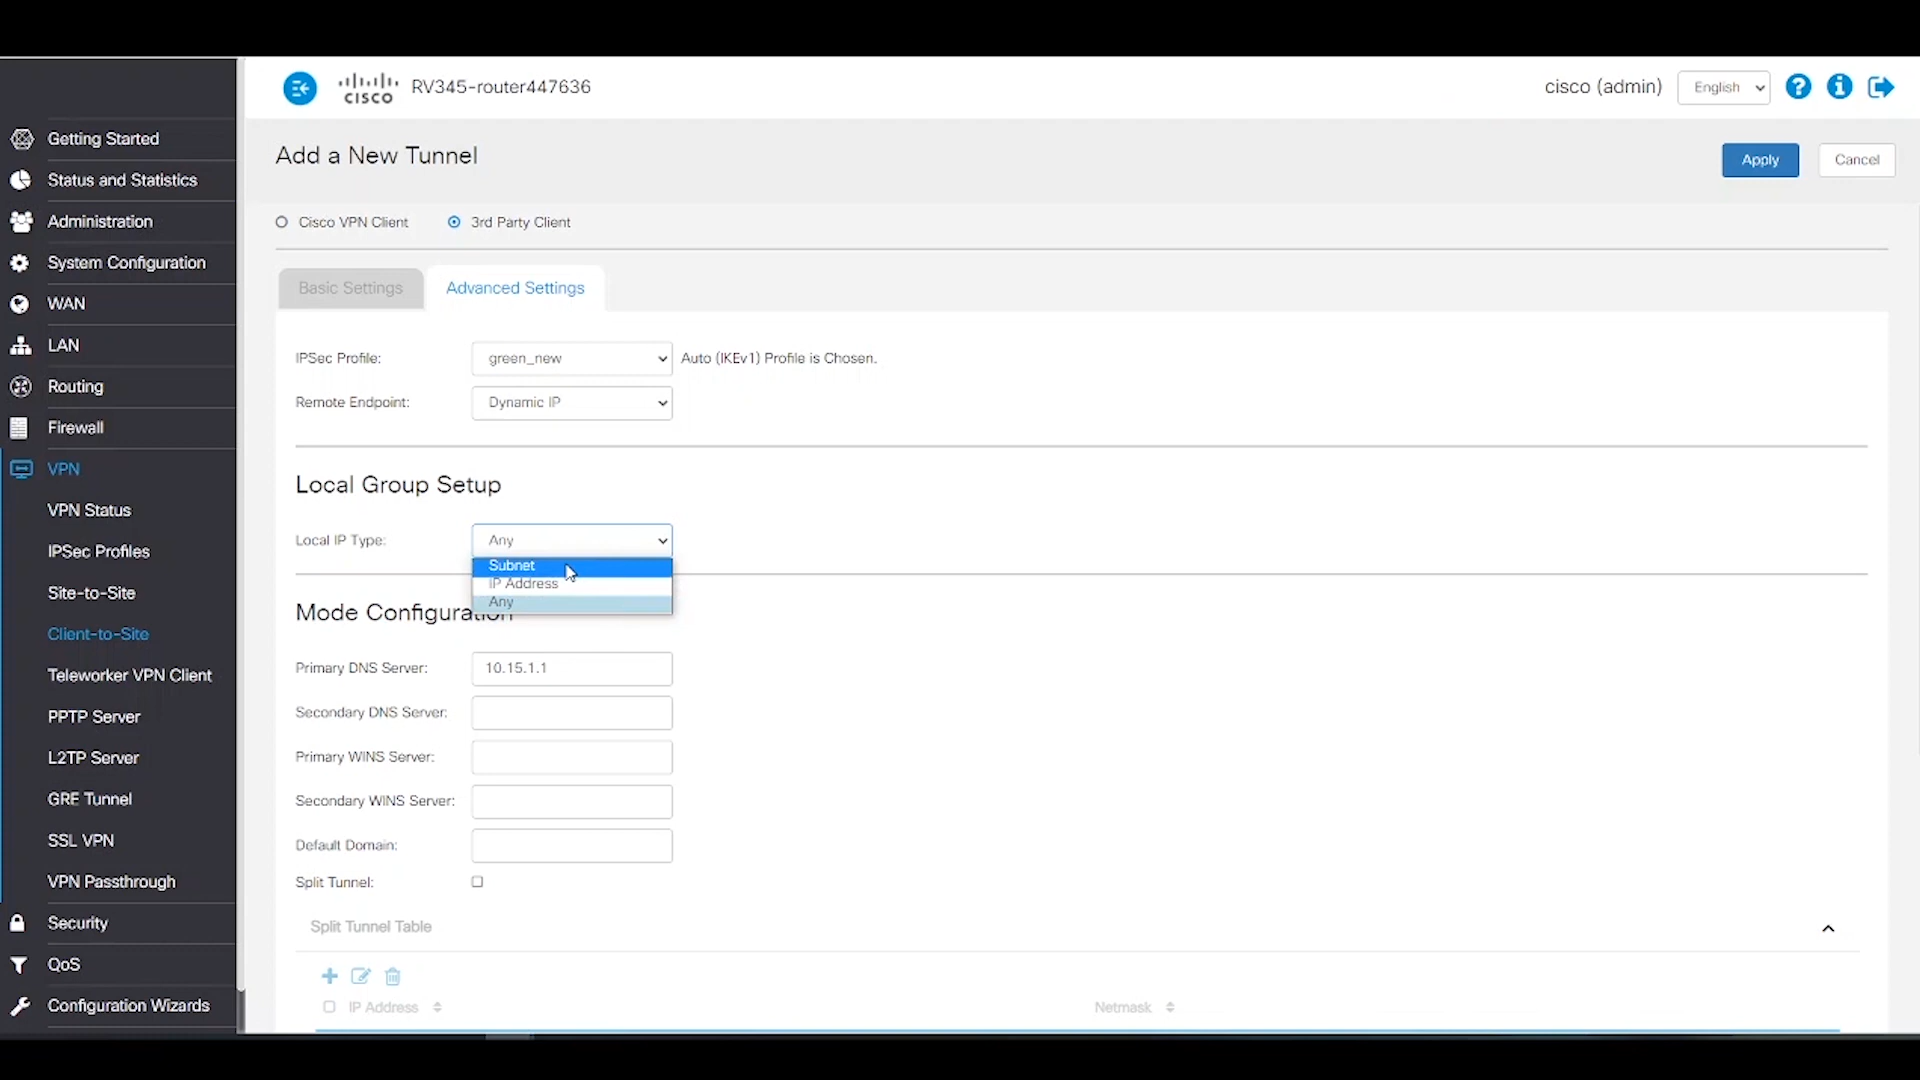 CISCO
RV345-router447636
cisco (admin)
English
Getting Started
Status and Statistics
Administration
System Configuration
WAN
LAN
Routing
Firewall
VPN
VPN Status
IPSec Profiles
Site-to-Site
Client-to-Site
Teleworker VPN Client
PPTP Server
L2TP Server
GRE Tunnel
SSL VPN
VPN Passthrough
Security
QoS
Configuration Wizards
Add a New Tunnel
Apply
Cancel
Cisco VPN Client
3rd Party Client
Basic Settings
Advanced Settings
IPSec Profile:
green_new
Auto (IKEv1) Profile is Chosen.
Remote Endpoint:
Dynamic IP
Local Group Setup
Local IP Type:
Any
Subnet
IP Address
Any
Mode Configuration
Primary DNS Server:
10.15.1.1
Secondary DNS Server:
Primary WINS Server:
Secondary WINS Server:
Default Domain:
Split Tunnel:
Split Tunnel Table
IP Address
Netmask